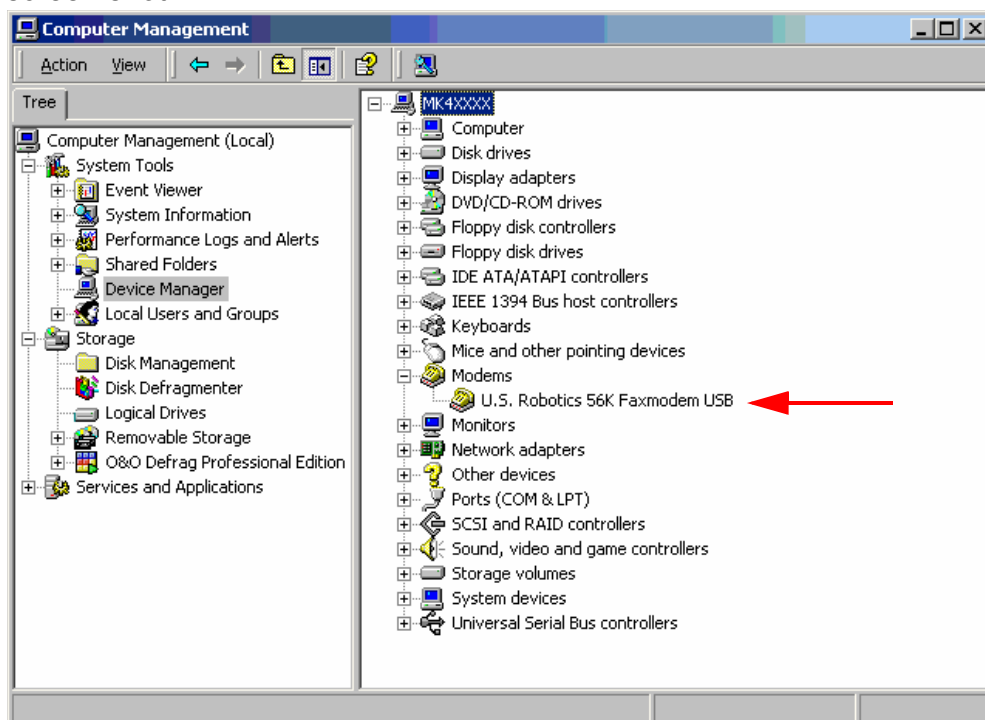 Computer Management
Action View
Tree
Computer Management (Local)
System Tools
Event Viewer
System Information
Performance Logs and Alerts
Shared Folders
Device Manager
Local Users and Groups
Storage
Disk Management
Disk Defragmenter
Logical Drives
Removable Storage
O&O Defrag Professional Edition
Services and Applications
MK4XXXX
Computer
Disk drives
Display adapters
DVD/CD-ROM drives
Floppy disk controllers
Floppy disk drives
IDE ATA/ATAPI controllers
IEEE 1394 Bus host controllers
Keyboards
Mice and other pointing devices
Modems
U.S. Robotics 56K Faxmodem USB
Monitors
Network adapters
Other devices
Ports (COM & LPT)
SCSI and RAID controllers
Sound, video and game controllers
Storage volumes
System devices
Universal Serial Bus controllers